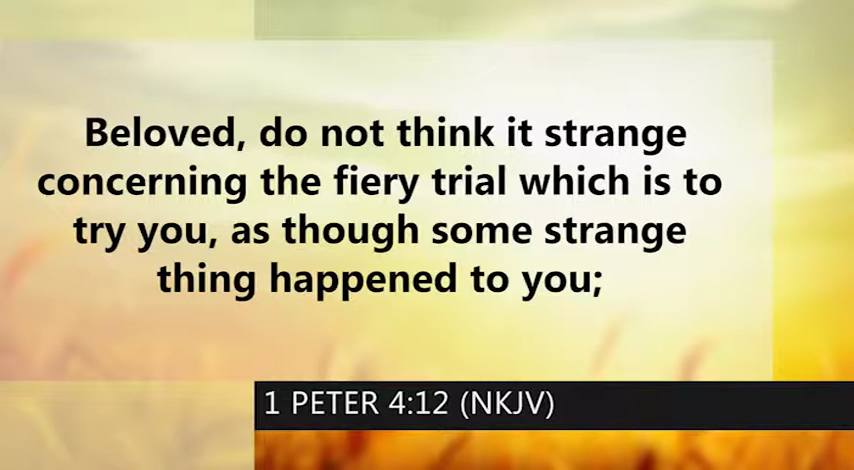 Beloved, do not think it strange
concerning the fiery trial which is to
try you, as though some strange
thing happened to you;
1 PETER 4:12 (NKJV)